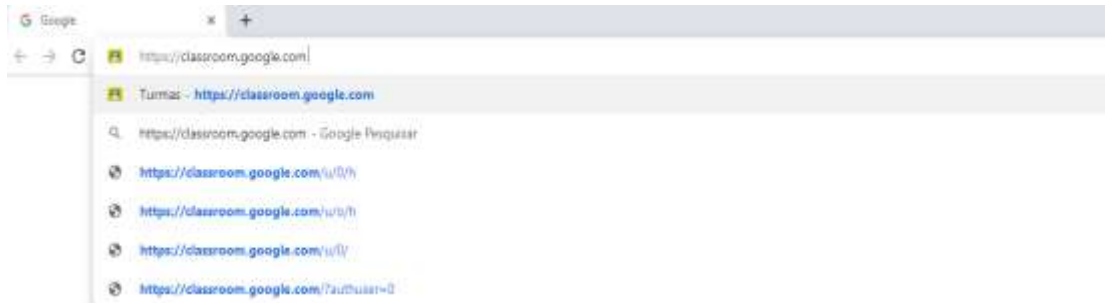 Google
https://classroom.google.com
Turmas - https://classroom.google.com
https://classroom.google.com - Google Pesquisar
https://classroom.google.com/u/0/h
https://classroom.google.com/u/o/h
https://classroom.google.com/u/0/
https://classroom.google.com/?authuser=0